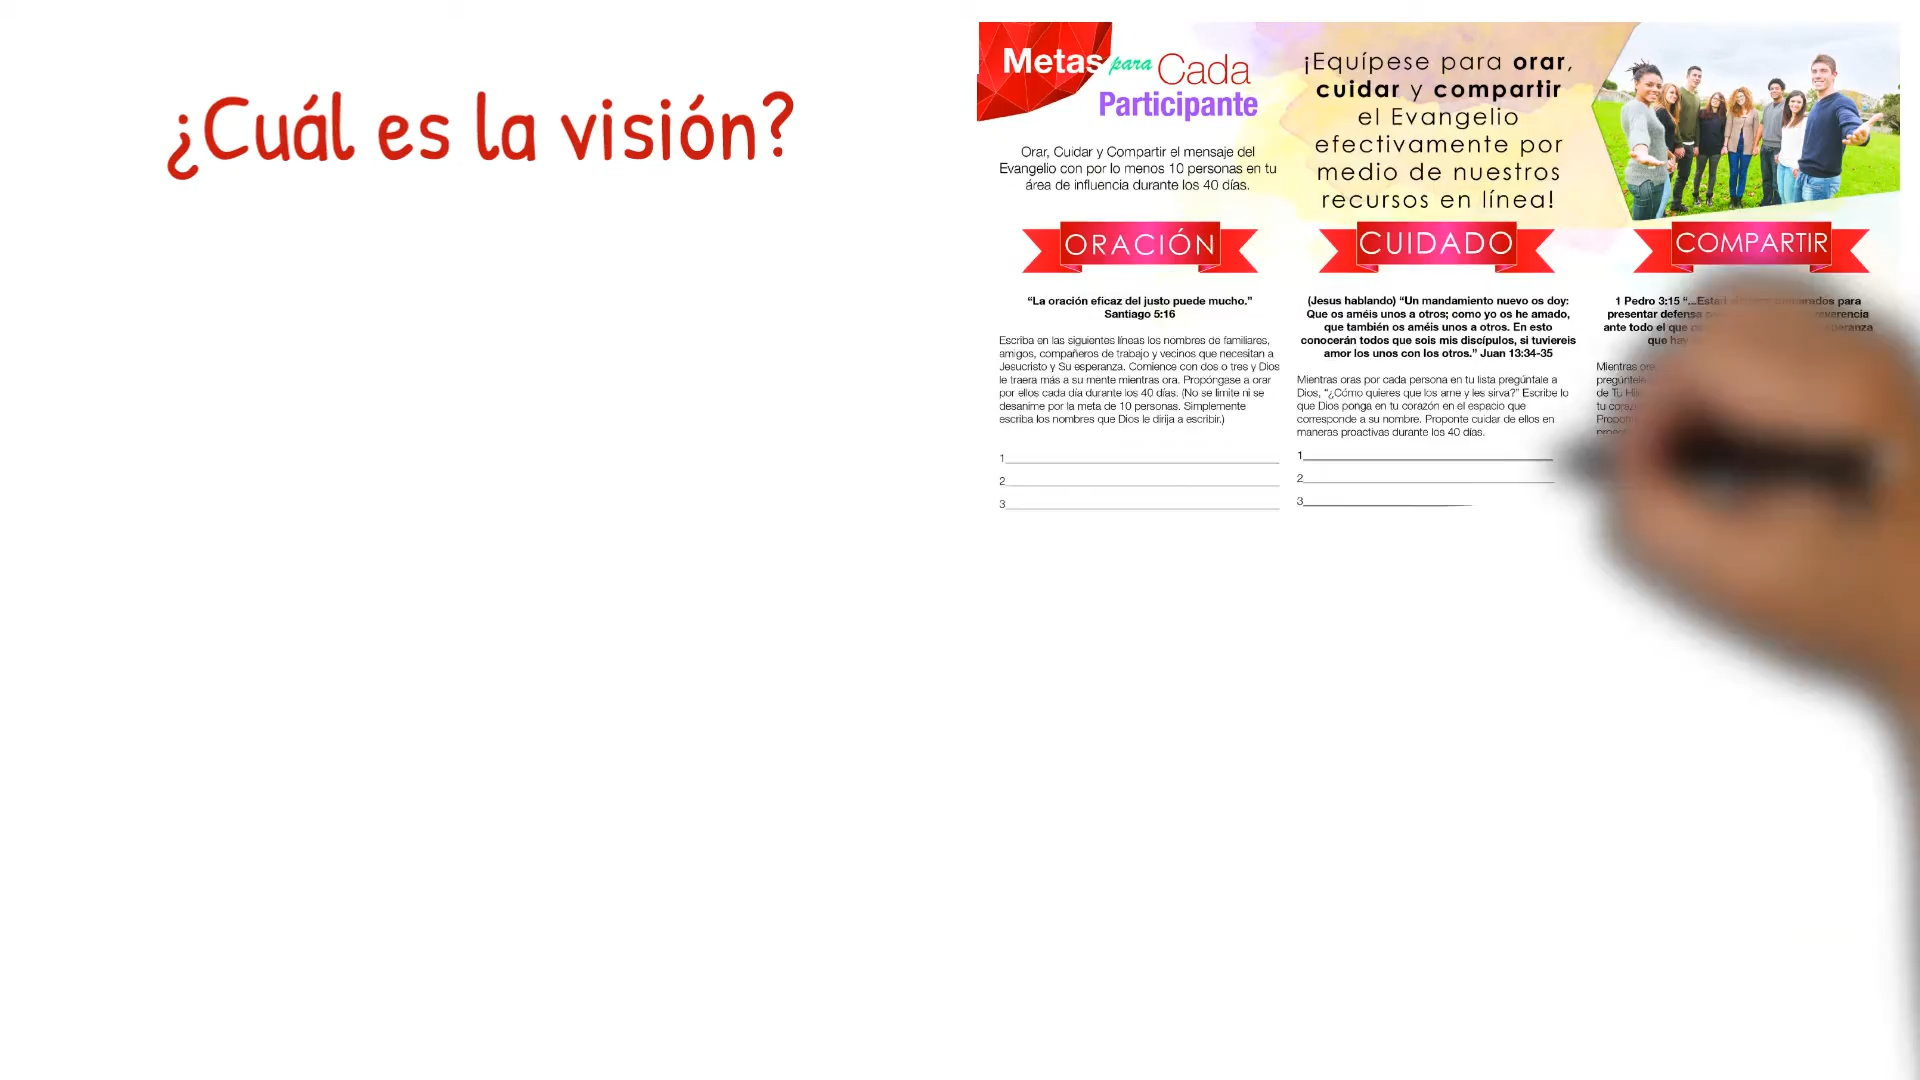 ¿Cuál es la visión?
Metas para Cada
Participante
Orar, Cuidar y Compartir el mensaje del
Evangelio con por lo menos 10 personas en tu
área de influencia durante los 40 días.
¡Equípese para orar,
cuidar y compartir
el Evangelio
efectivamente por
medio de nuestros
recursos en línea!
ORACIÓN
“La oración eficaz del justo puede mucho.”
Santiago 5:16
Escriba en las siguientes líneas los nombres de familiares,
amigos, compañeros de trabajo y vecinos que necesitan a
Jesucristo y Su esperanza. Comience con dos o tres y Dios
le traera más a su mente mientras ora. Propóngase a orar
por ellos cada día durante los 40 días. (No se limite ni se
desanime por la meta de 10 personas. Simplemente
escriba los nombres que Dios le dirija a escribir.)
1
2
3
CUIDADO
(Jesus hablando) “Un mandamiento nuevo os doy:
Que os améis unos a otros; como yo os he amado,
que también os améis unos a otros. En esto
conocerán todos que sois mis discípulos, si tuviereis
amor los unos con los otros.” Juan 13:34-35
Mientras oras por cada persona en tu lista pregúntale a
Dios, “¿Cómo quieres que los ame y les sirva?” Escribe lo
que Dios ponga en tu corazón en el espacio que
corresponde a su nombre. Proponte cuidar de ellos en
maneras proactivas durante los 40 días.
1
2
3
COMPARTIR
1 Pedro 3:15 “...Estad para
presentar defensa
ante todo el que
que
Mientras
de Tu
tu